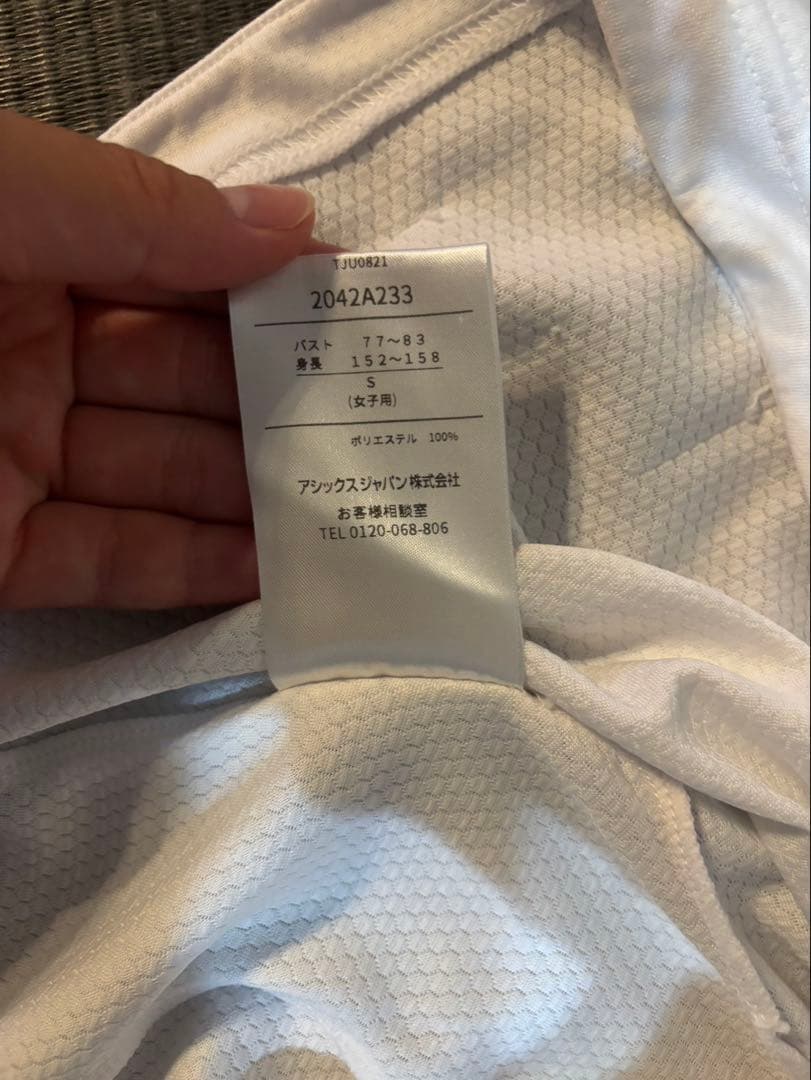 TJU0821
2042A233
バスト 77～83
身長 152～158
S
(女子用)
ポリエステル 100%
アシックスジャパン株式会社
お客様相談室
TEL 0120-068-806